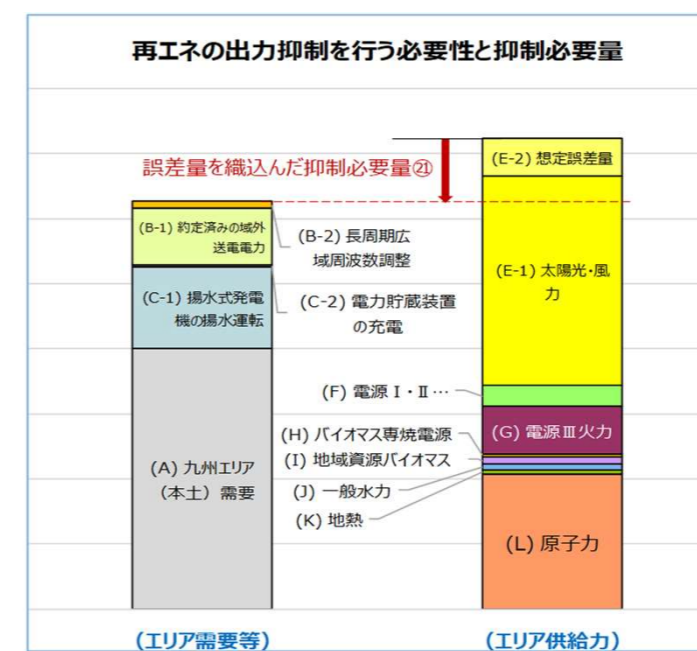 再エネの出力抑制を行う必要性と抑制必要量
誤差量を織込んだ抑制必要量㉑
(E-2) 想定誤差量
(B-1) 約定済みの域外
送電電力
(B-2) 長周期広
域周波数調整
(E-1) 太陽光・風
力
(C-1) 揚水式発電
機の揚水運転
(C-2) 電力貯蔵装置
の充電
(F) 電源Ⅰ・Ⅱ…
(G) 電源Ⅲ火力
(H) バイオマス専焼電源
(I) 地域資源バイオマス
(A) 九州エリア
(本土) 需要
(J) 一般水力
(K) 地熱
(L) 原子力
(エリア需要等)
(エリア供給力)